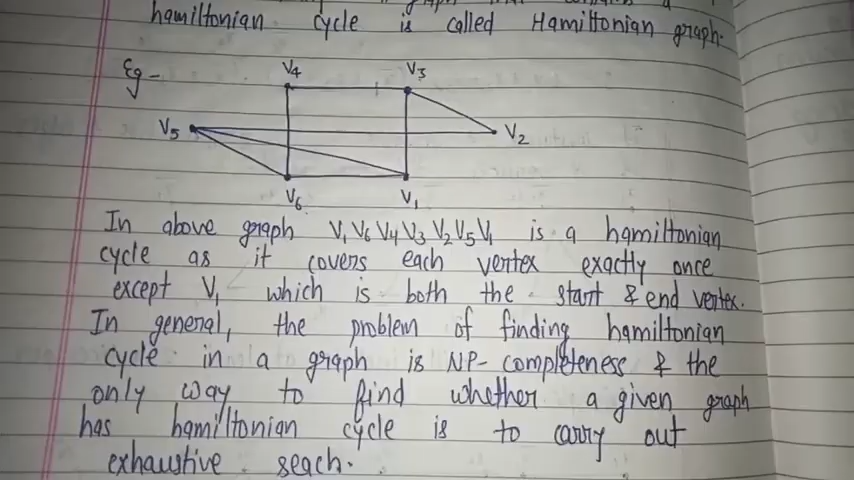 hamiltonian cycle is called Hamiltonian graph.
Eg -
V4 V3
V5 V2
V6 V1
In above graph V1 V6 V4 V3 V2 V5 V1 is a hamiltonian
cycle as it covers each vertex exactly once
except V1 which is both the start & end vertex.
In general, the problem of finding hamiltonian
cycle in a graph is NP- completeness & the
only way to find whether a given graph
has hamiltonian cycle is to carry out
exhaustive seach.